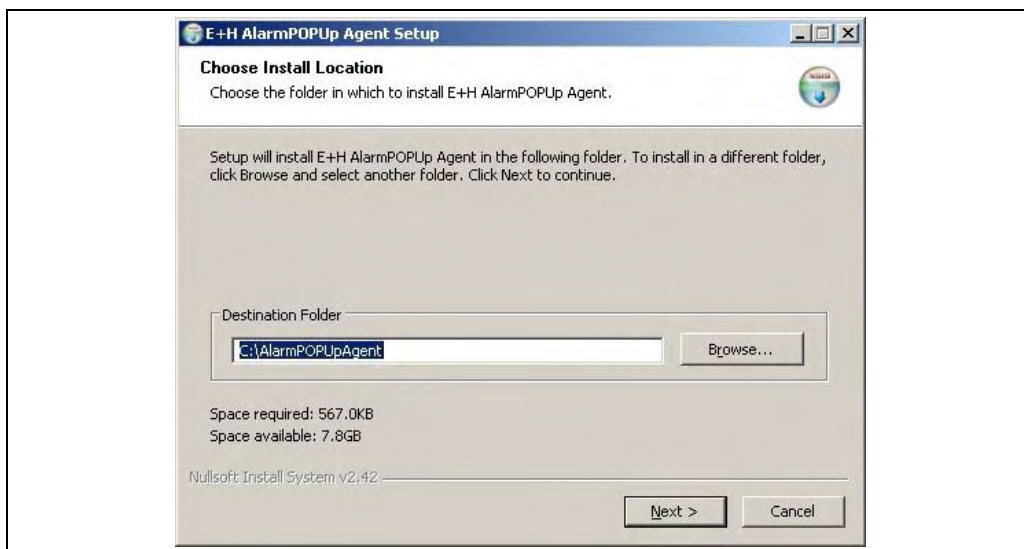 E+H AlarmPOPUp Agent Setup
Choose Install Location
Choose the folder in which to install E+H AlarmPOPUp Agent.
Setup will install E+H AlarmPOPUp Agent in the following folder. To install in a different folder,
click Browse and select another folder. Click Next to continue.
Destination Folder
C:\AlarmPOPUpAgent
Browse...
Space required: 567.0KB
Space available: 7.8GB
Nullsoft Install System v2.42
Next >
Cancel